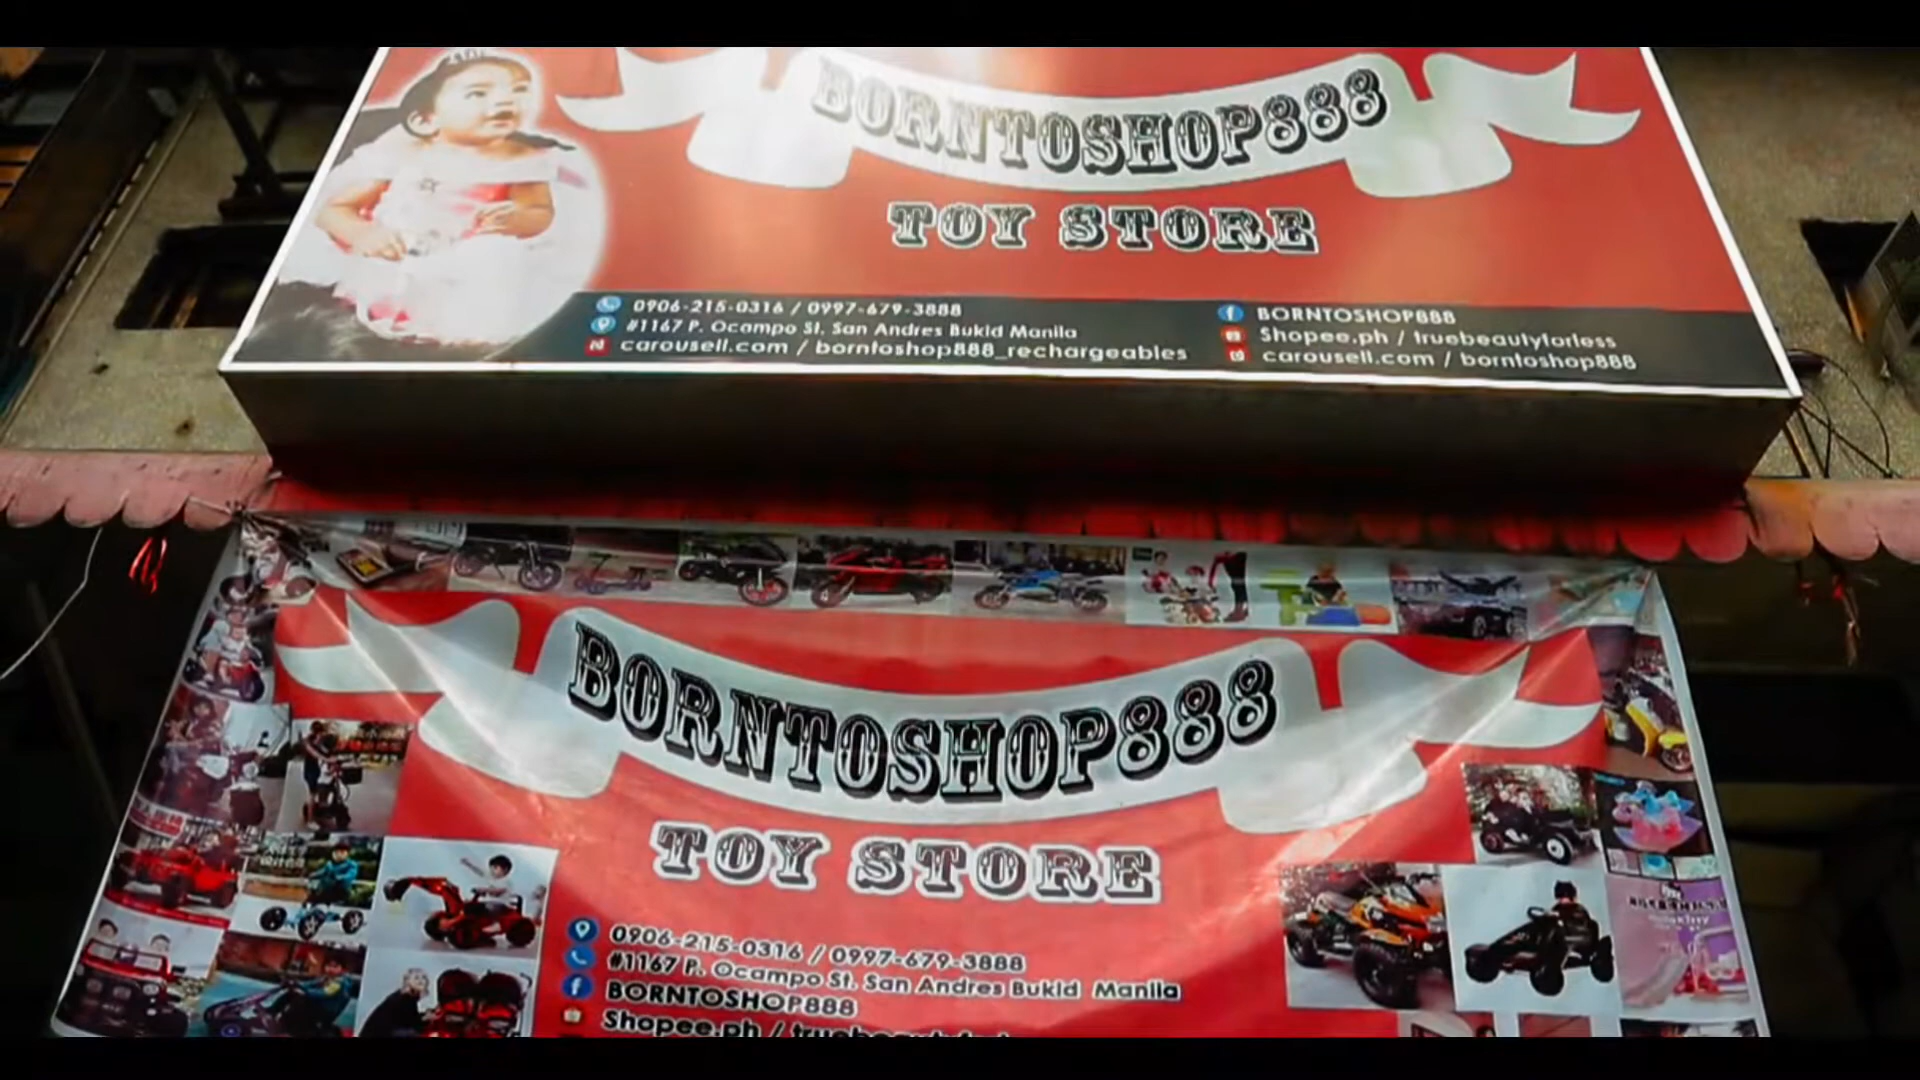 BORNTOSHOP888
TOY STORE
0906-215-0316 / 0997-679-3888
#1167 P. Ocampo St. San Andres Bukid Manila
carousell.com / borntoshop888_rechargeables
BORNTOSHOP888
Shopee.ph / truebeautyforless
carousell.com / borntoshop888
BORNTOSHOP888
TOY STORE
0906-215-0316 / 0997-679-3888
#1167 P. Ocampo St. San Andres Bukid Manila
BORNTOSHOP888
Shopee.ph /